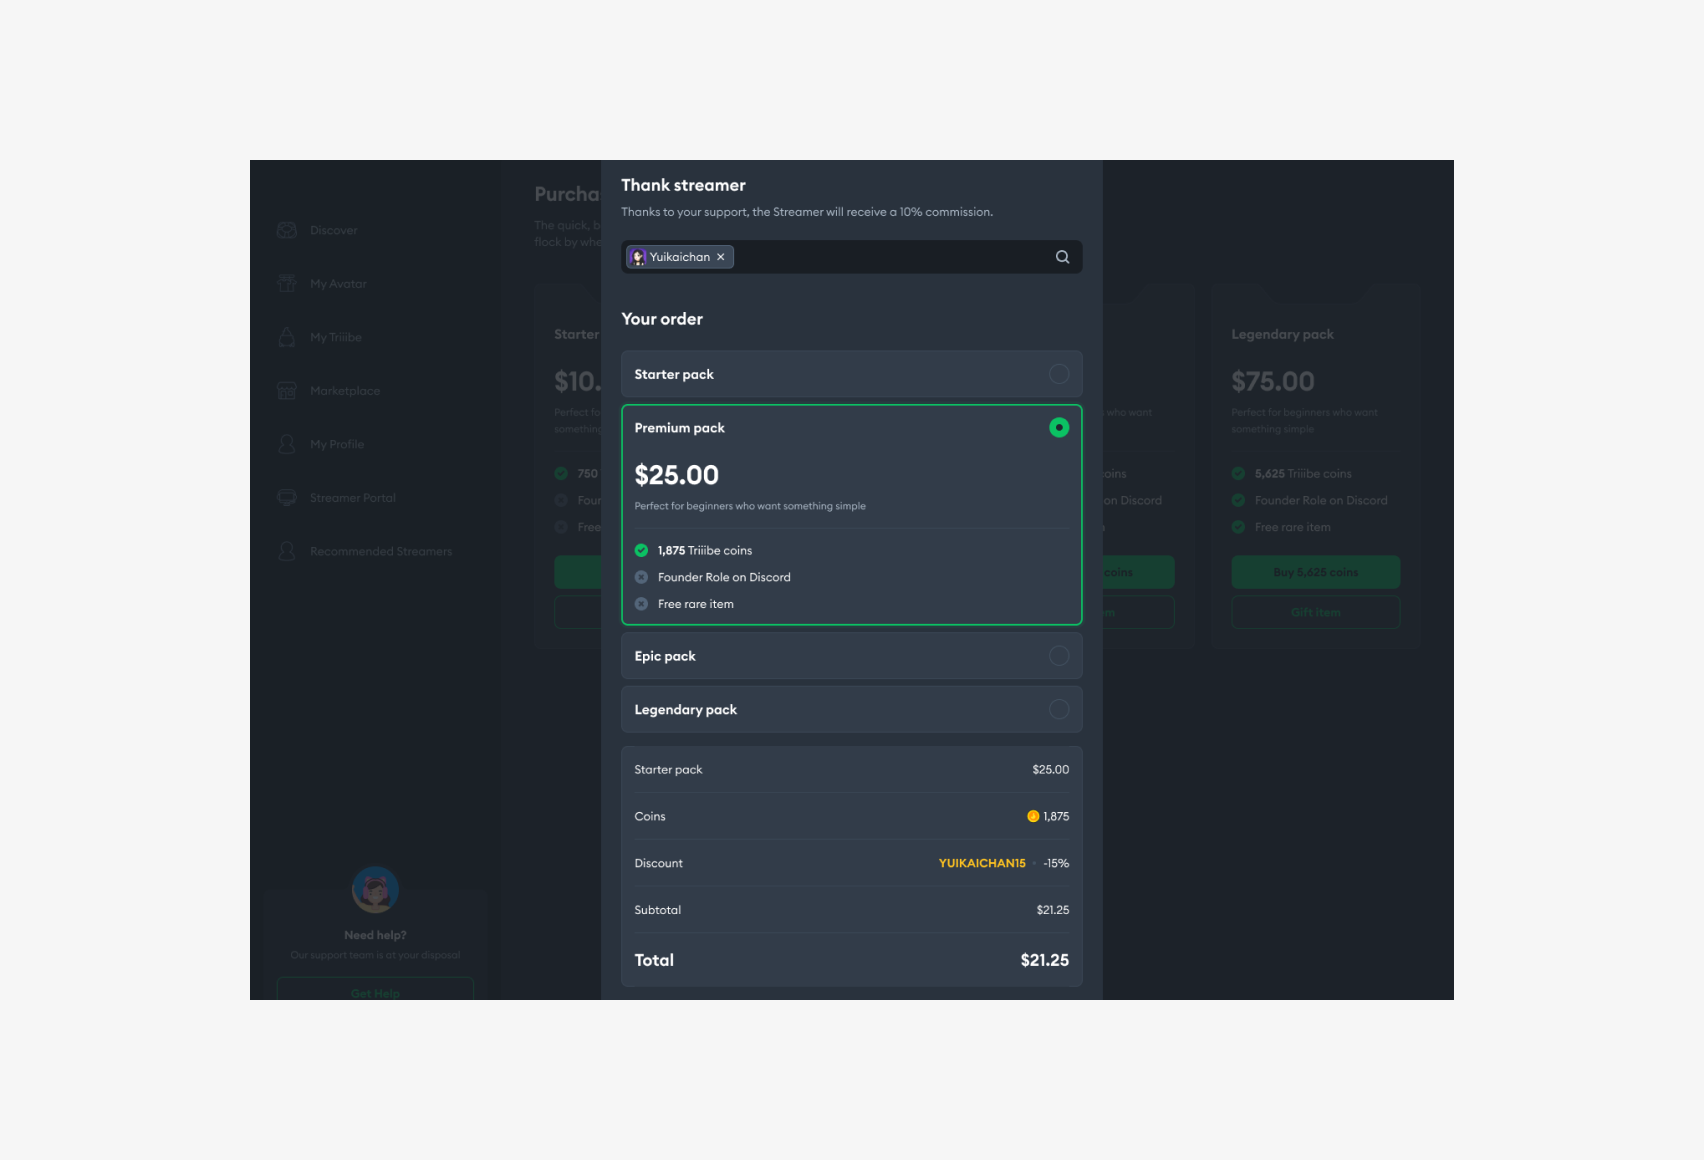 Discover
My Avatar
My Triiibe
Marketplace
My Profile
Streamer Portal
Recommended Streamers
Need help?
Our support team is at your disposal
Get Help
Purcha
The quick, b
flock by whe
Starter
$10.
Perfect fo
something
750
Foun
Free
Thank streamer
Thanks to your support, the Streamer will receive a 10% commission.
Yuikaichan
Your order
Starter pack
Premium pack
$25.00
Perfect for beginners who want something simple
1,875 Triiibe coins
Founder Role on Discord
Free rare item
Epic pack
Legendary pack
Starter pack $25.00
Coins 1,875
Discount YUIKAICHAN15 -15%
Subtotal $21.25
Total $21.25
who want
coins
on Discord
coins
Legendary pack
$75.00
Perfect for beginners who want
something simple
5,625 Triiibe coins
Founder Role on Discord
Free rare item
Buy 5,625 coins
Gift item